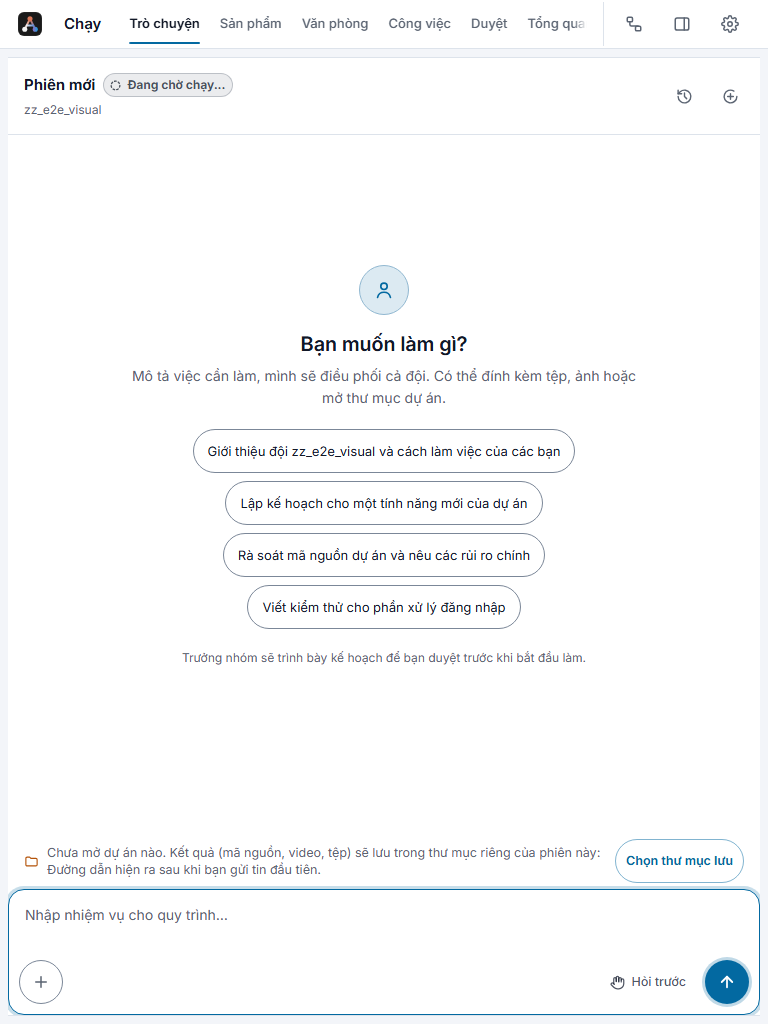 Chạy
Trò chuyện
Sản phẩm
Văn phòng
Công việc
Duyệt
Tổng qua
Phiên mới
Đang chờ chạy...
zz_e2e_visual
Bạn muốn làm gì?
Mô tả việc cần làm, mình sẽ điều phối cả đội. Có thể đính kèm tệp, ảnh hoặc
mở thư mục dự án.
Giới thiệu đội zz_e2e_visual và cách làm việc của các bạn
Lập kế hoạch cho một tính năng mới của dự án
Rà soát mã nguồn dự án và nêu các rủi ro chính
Viết kiểm thử cho phần xử lý đăng nhập
Trưởng nhóm sẽ trình bày kế hoạch để bạn duyệt trước khi bắt đầu làm.
Chưa mở dự án nào. Kết quả (mã nguồn, video, tệp) sẽ lưu trong thư mục riêng của phiên này:
Đường dẫn hiện ra sau khi bạn gửi tin đầu tiên.
Chọn thư mục lưu
Nhập nhiệm vụ cho quy trình...
Hỏi trước